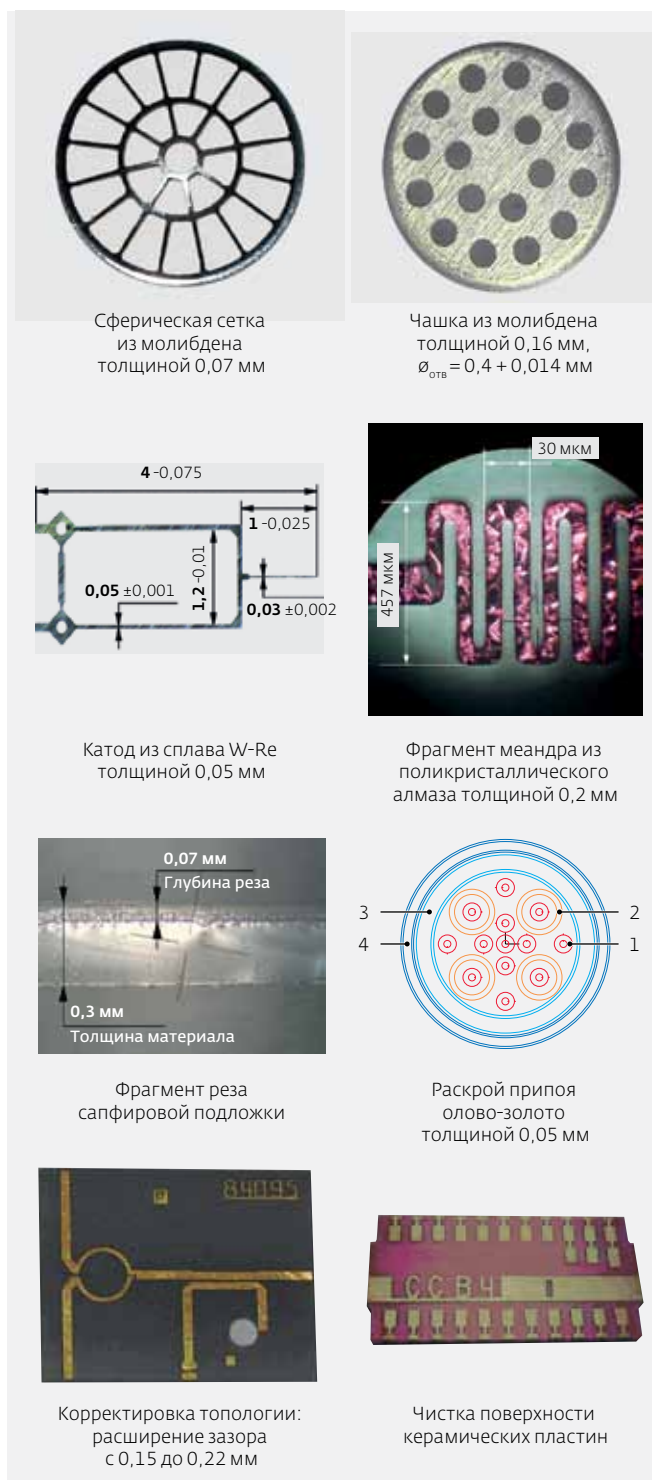 Сферическая сетка
из молибдена
толщиной 0,07 мм
Чашка из молибдена
толщиной 0,16 мм,
øотв = 0,4 + 0,014 мм
4 -0,075
1 -0,025
0,05 ±0,001
1,2 -0,01
0,03 ±0,002
Катод из сплава W-Re
толщиной 0,05 мм
30 мкм
457 мкм
Фрагмент меандра из
поликристаллического
алмаза толщиной 0,2 мм
0,07 мм
Глубина реза
0,3 мм
Толщина материала
Фрагмент реза
сапфировой подложки
3
2
4
1
Раскрой припоя
олово-золото
толщиной 0,05 мм
84095
Корректировка топологии:
расширение зазора
с 0,15 до 0,22 мм
ССВЧ
Чистка поверхности
керамических пластин